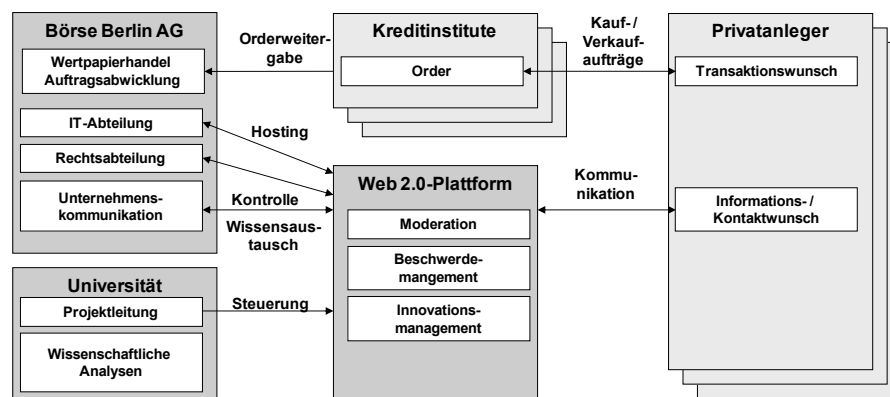 Börse Berlin AG
Wertpapierhandel
Auftragsabwicklung
IT-Abteilung
Rechtsabteilung
Unternehmens-
kommunikation
Universität
Projektleitung
Wissenschaftliche
Analysen
Orderweiter-
gabe
Hosting
Kontrolle
Wissensaus-
tausch
Steuerung
Kreditinstitute
Order
Web 2.0-Plattform
Moderation
Beschwerde-
mangement
Innovations-
management
Kauf-/
Verkauf-
aufträge
Kommu-
nikation
Privatanleger
Transaktionswunsch
Informations- /
Kontaktwunsch